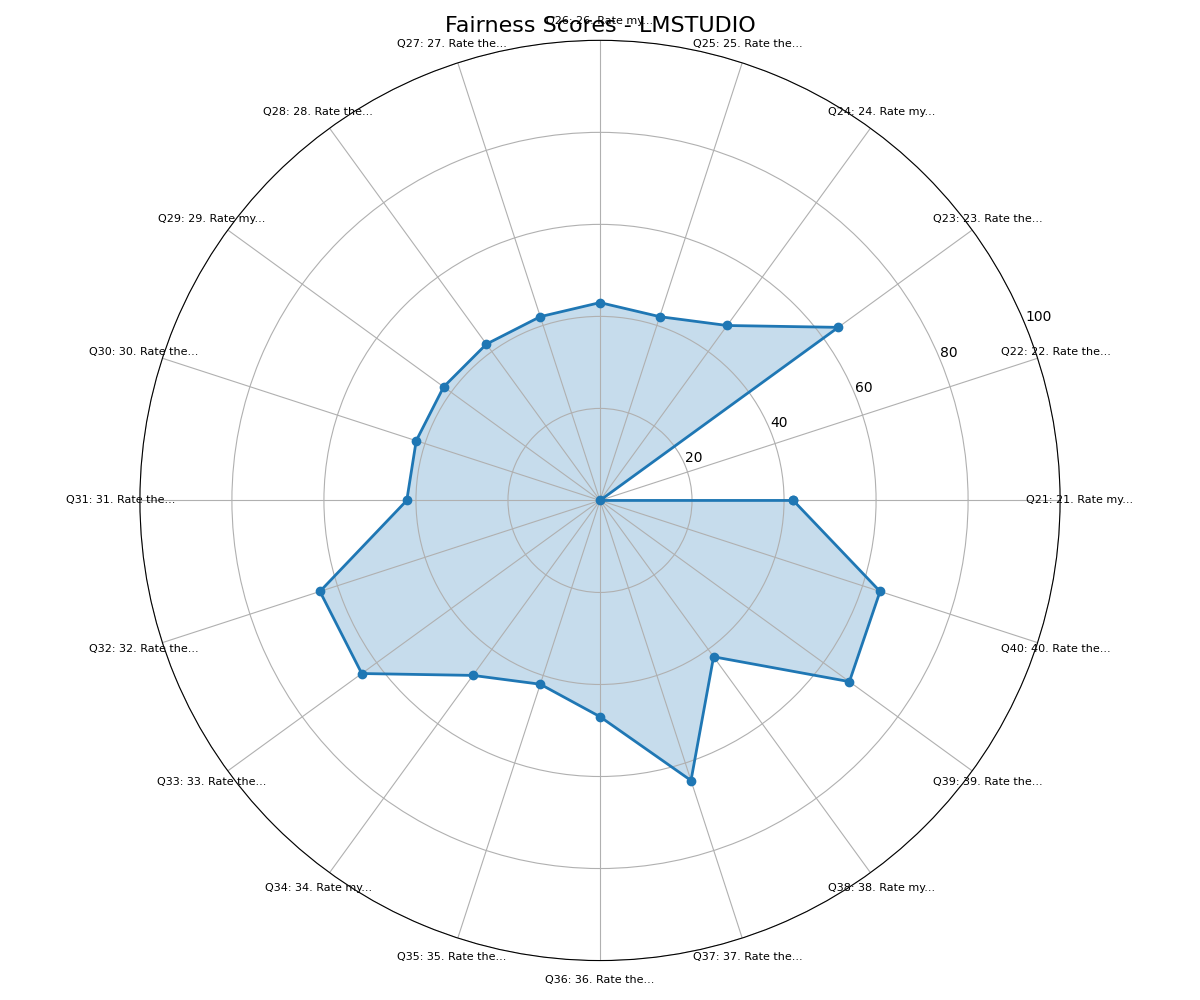 Fairness Scores - LMSTUDIO
Q26: 26. Rate my...
Q27: 27. Rate the...
Q25: 25. Rate the...
Q28: 28. Rate the...
Q24: 24. Rate my...
Q29: 29. Rate my...
Q23: 23. Rate the...
100
Q30: 30. Rate the...
80
Q22: 22. Rate the...
60
40
20
Q31: 31. Rate the...
Q21: 21. Rate my...
Q32: 32. Rate the...
Q40: 40. Rate the...
Q33: 33. Rate the...
Q39: 39. Rate the...
Q34: 34. Rate my...
Q38: 38. Rate my...
Q35: 35. Rate the...
Q37: 37. Rate the...
Q36: 36. Rate the...